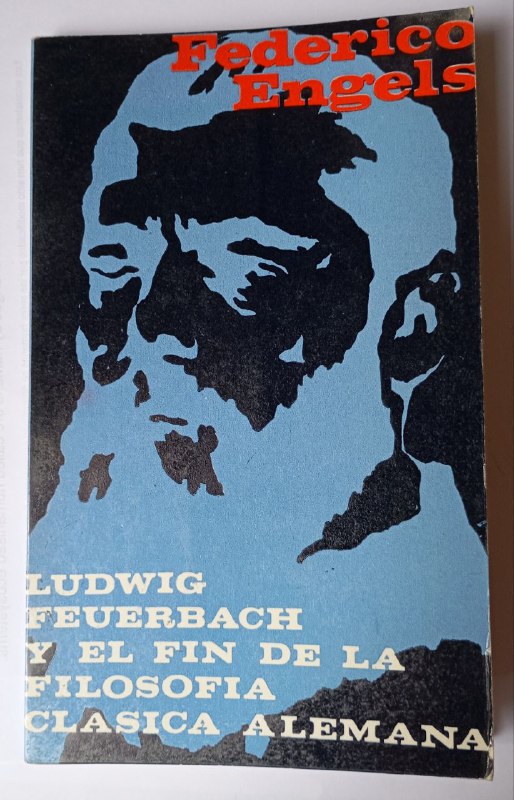 Federico
Engels
LUDWIG
FEUERBACH
Y EL FIN DE LA
FILOSOFIA
CLASICA ALEMANA